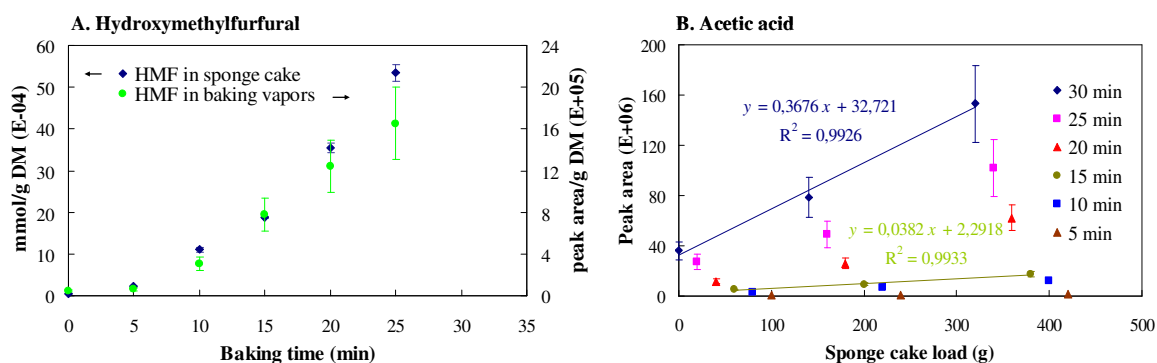 A. Hydroxymethylfurfural
60
50
40
30
20
10
0
mmol/g DM (E-04)
24
20
16
12
8
4
0
peak area/g DM (E+05)
HMF in sponge cake
HMF in baking vapors
0 5 10 15 20 25 30 35
Baking time (min)
B. Acetic acid
200
160
120
80
40
0
Peak area (E+06)
y = 0,3676 x + 32,721
R² = 0,9926
y = 0,0382 x + 2,2918
R² = 0,9933
30 min
25 min
20 min
15 min
10 min
5 min
0 100 200 300 400 500
Sponge cake load (g)